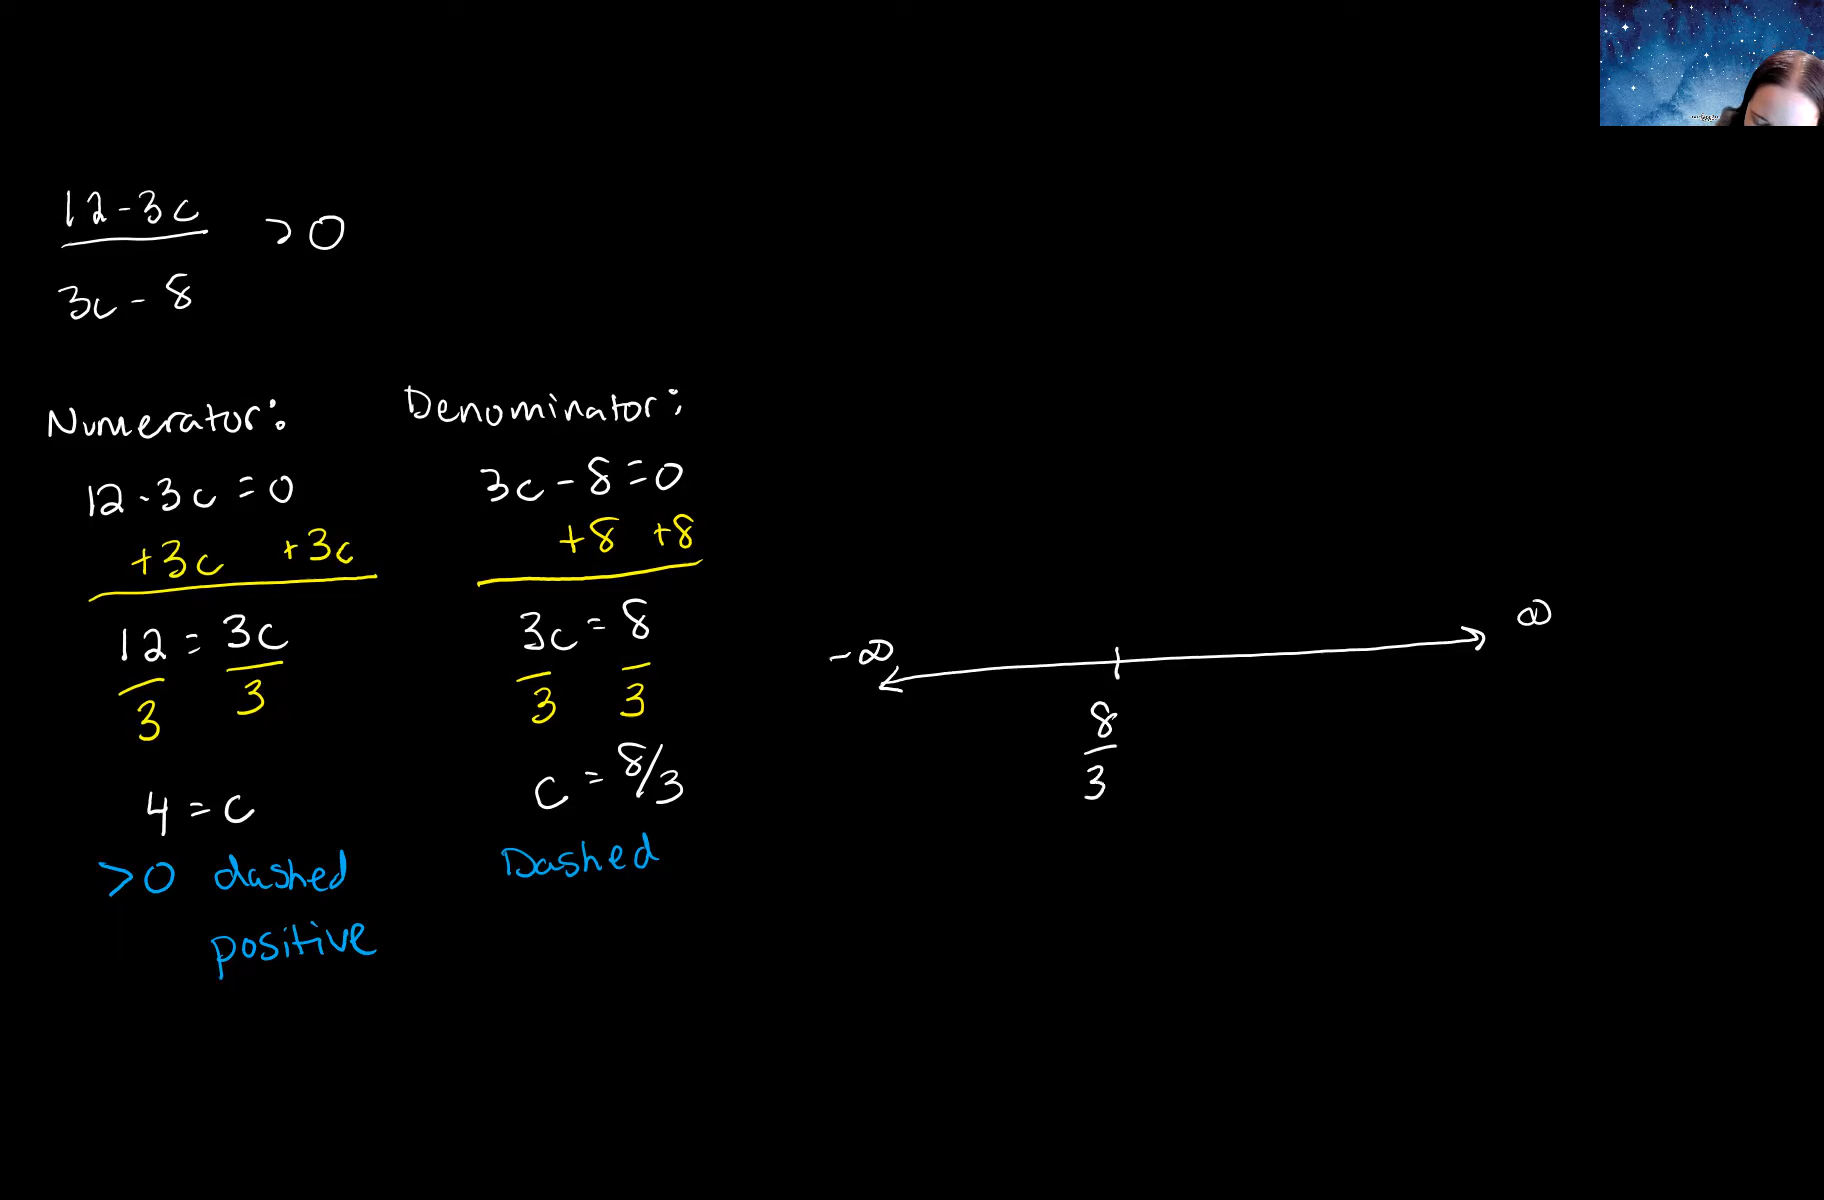 12-3c
3c-8
>0
Numerator:
12-3c=0
+3c +3c
12=3c
3 3
4=c
>0 dashed
positive
Denominator:
3c-8=0
+8 +8
3c=8
3 3
c=8/3
Dashed
-∞ ∞
8
3